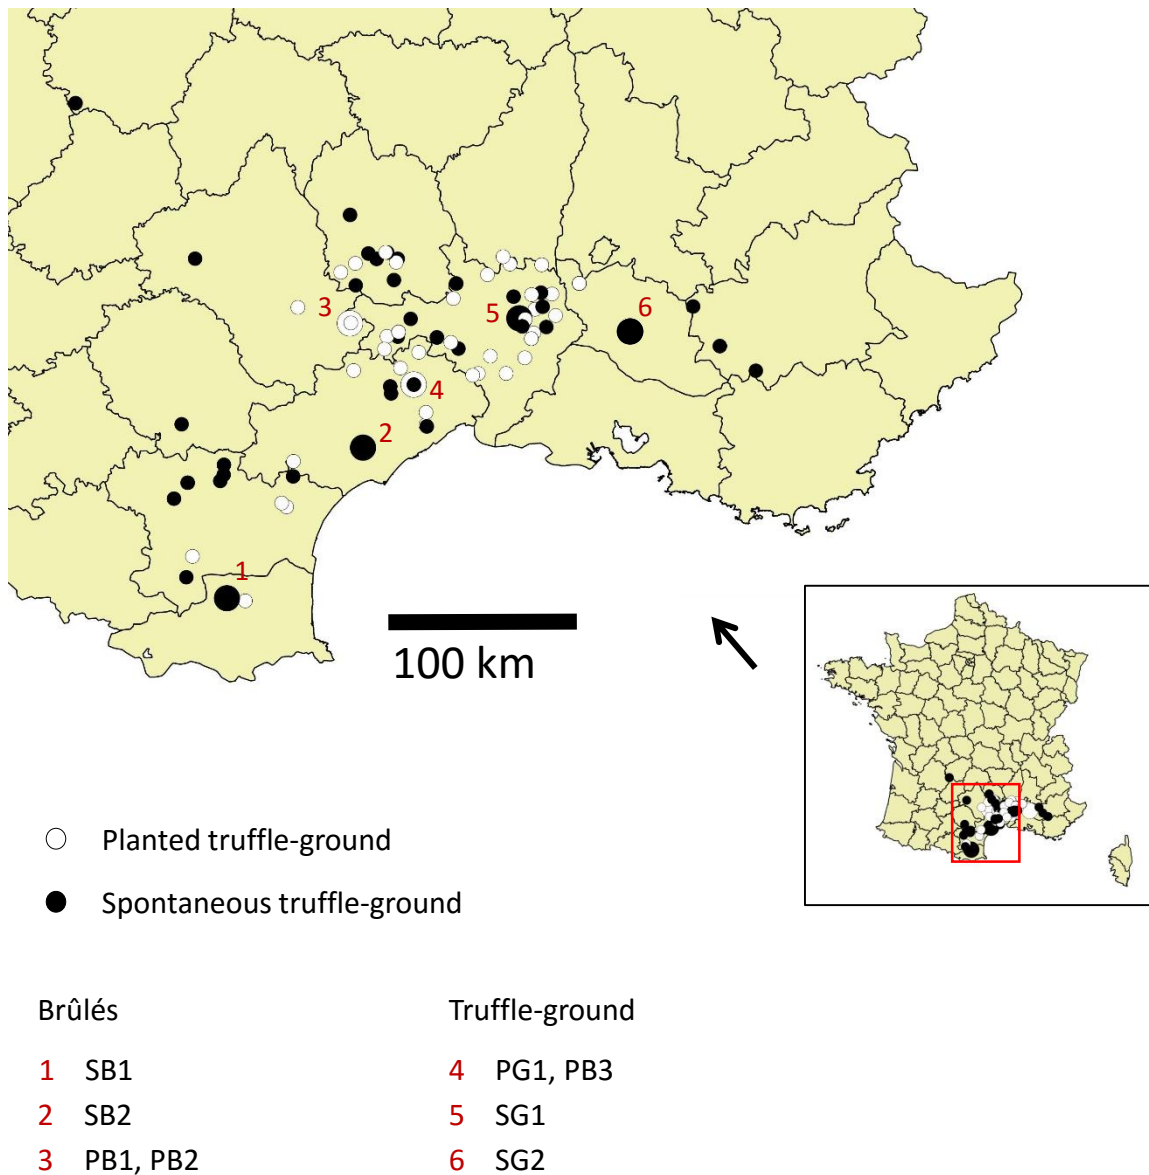 3
5
6
4
2
1
100 km
Planted truffle-ground
Spontaneous truffle-ground
Brûlés
Truffle-ground
1 SB1
4 PG1, PB3
2 SB2
5 SG1
3 PB1, PB2
6 SG2